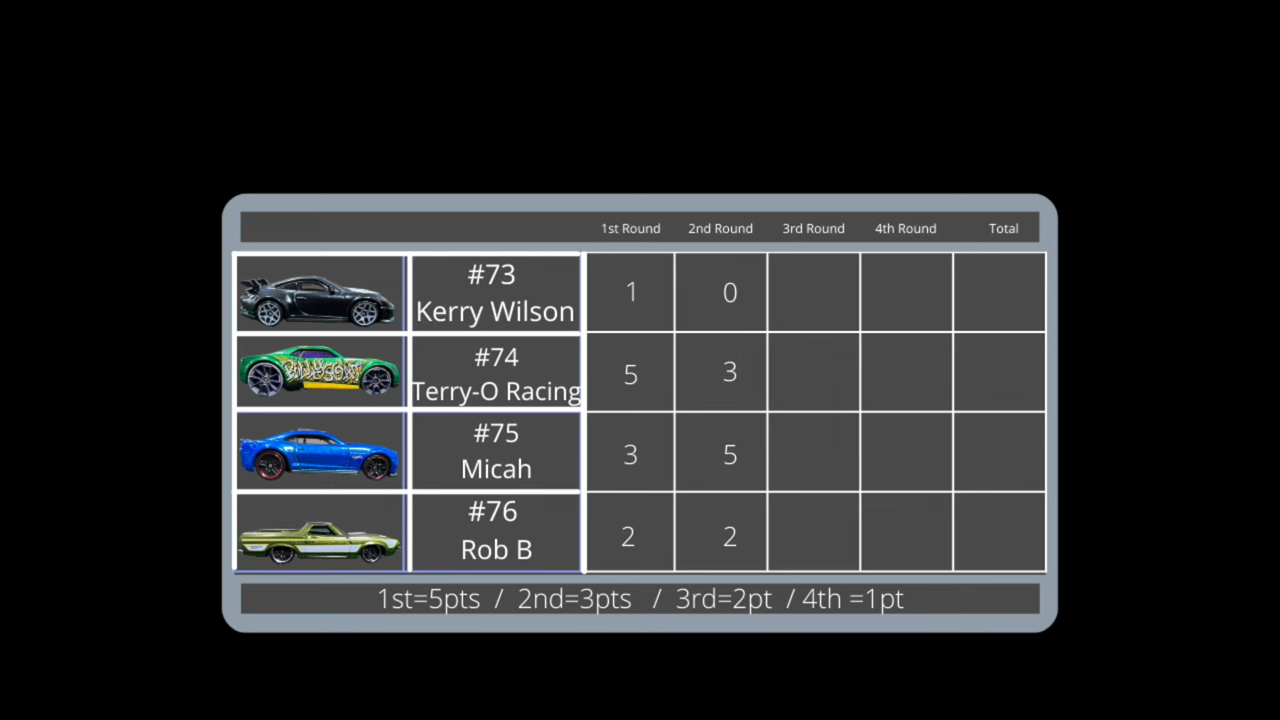 1st Round 2nd Round 3rd Round 4th Round Total
#73
Kerry Wilson
1 0
#74
Terry-O Racing
5 3
#75
Micah
3 5
#76
Rob B
2 2
1st=5pts / 2nd=3pts / 3rd=2pt / 4th =1pt